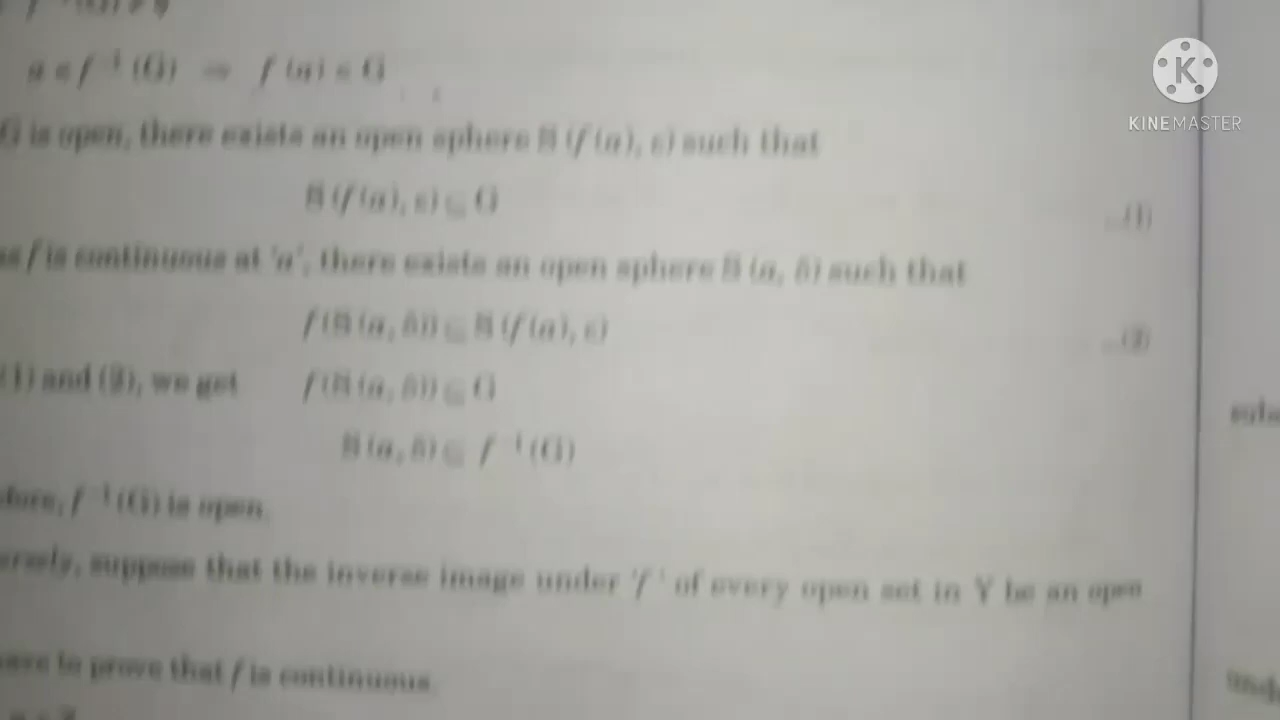 a ∈ f⁻¹(G) ⇒ f(a) ∈ G
KINEMASTER
G is open, there exists an open sphere B(f(a), ε) such that
B(f(a), ε) ⊆ G ...(1)
as f is continuous at 'a', there exists an open sphere B(a, δ) such that
f(B(a, δ)) ⊆ B(f(a), ε) ...(2)
(1) and (2), we get f(B(a, δ)) ⊆ G
B(a, δ) ⊆ f⁻¹(G)
f⁻¹(G) is open.
suppose that the inverse image under 'f' of every open set in Y be an open
to prove that f is continuous.